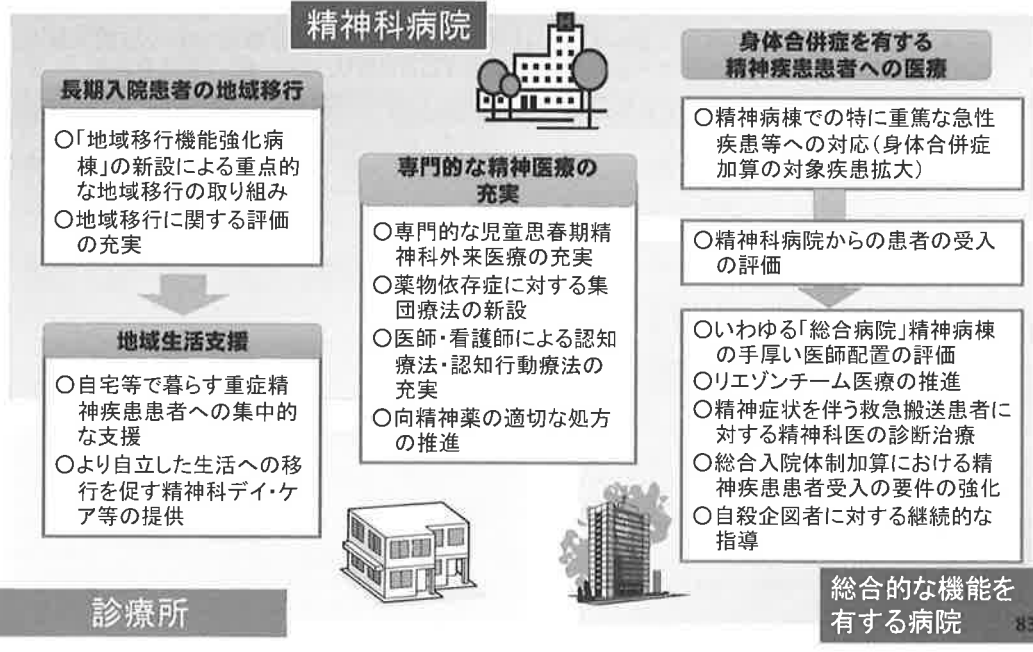 精神科病院
長期入院患者の地域移行
○「地域移行機能強化病
棟」の新設による重点的
な地域移行の取り組み
○地域移行に関する評価
の充実
地域生活支援
○自宅等で暮らす重症精
神疾患患者への集中的
な支援
○より自立した生活への移
行を促す精神科デイ・ケ
ア等の提供
専門的な精神医療の
充実
○専門的な児童思春期精
神科外来医療の充実
○薬物依存症に対する集
団療法の新設
○医師・看護師による認知
療法・認知行動療法の
充実
○向精神薬の適切な処方
の推進
身体合併症を有する
精神疾患患者への医療
○精神病棟での特に重篤な急性
疾患等への対応(身体合併症
加算の対象疾患拡大)
○精神科病院からの患者の受入
の評価
○いわゆる「総合病院」精神病棟
の手厚い医師配置の評価
○リエゾンチーム医療の推進
○精神症状を伴う救急搬送患者に
対する精神科医の診断治療
○総合入院体制加算における精
神疾患患者受入の要件の強化
○自殺企図者に対する継続的な
指導
診療所
総合的な機能を
有する病院
83